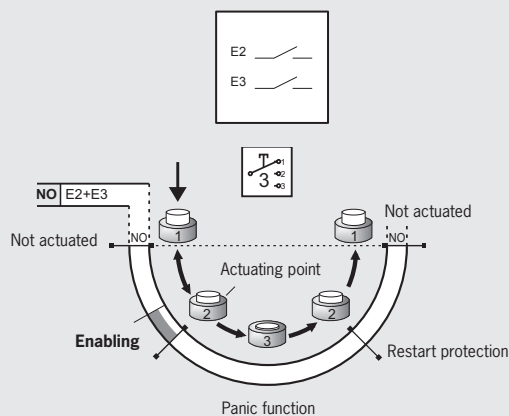 E2
E3
1
2
3
3
NO E2+E3
Not actuated
NO
1
1
Not actuated
NO
Actuating point
2
2
3
Enabling
Restart protection
Panic function